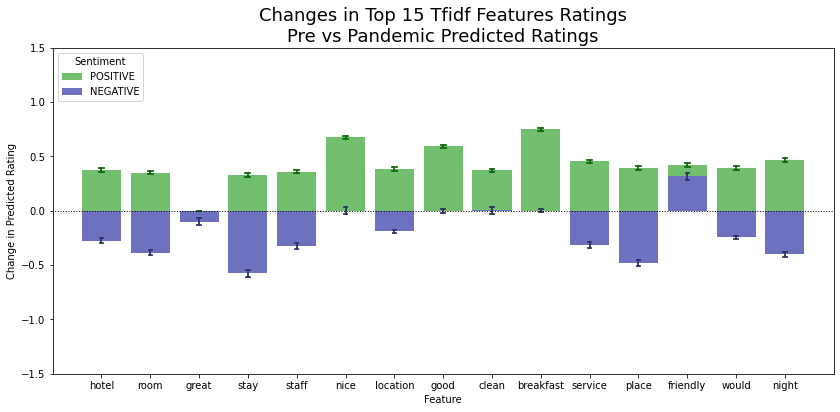 Changes in Top 15 Tfidf Features Ratings
Pre vs Pandemic Predicted Ratings
Sentiment
POSITIVE
NEGATIVE
Change in Predicted Rating
1.5
1.0
0.5
0.0
−0.5
−1.0
−1.5
hotel room great stay staff nice location good clean breakfast service place friendly would night
Feature